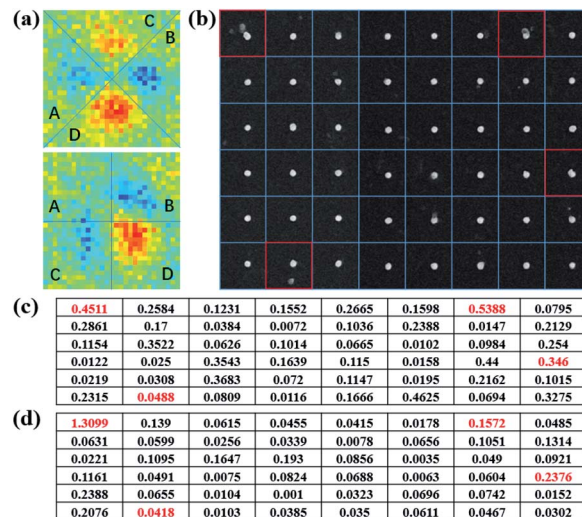 (a)
C
B
A
D
A
B
C
D
(b)
(c)
0.4511 0.2584 0.1231 0.1552 0.2665 0.1598 0.5388 0.0795
0.2861 0.17 0.0384 0.0072 0.1036 0.2388 0.0147 0.2129
0.1154 0.3522 0.0626 0.1014 0.0665 0.0102 0.0984 0.254
0.0122 0.025 0.3543 0.1639 0.115 0.0158 0.44 0.346
0.0219 0.0308 0.3683 0.072 0.1147 0.0195 0.2162 0.1015
0.2315 0.0488 0.0809 0.0116 0.1666 0.4625 0.0694 0.3275
(d)
1.3099 0.139 0.0615 0.0455 0.0415 0.0178 0.1572 0.0485
0.0631 0.0599 0.0256 0.0339 0.0078 0.0656 0.1051 0.1314
0.0221 0.1095 0.1647 0.193 0.0856 0.0035 0.049 0.0921
0.1161 0.0491 0.0075 0.0824 0.0688 0.0063 0.0604 0.2376
0.2388 0.0655 0.0104 0.001 0.0323 0.0696 0.0742 0.0152
0.2076 0.0418 0.0103 0.0385 0.035 0.0611 0.0467 0.0302